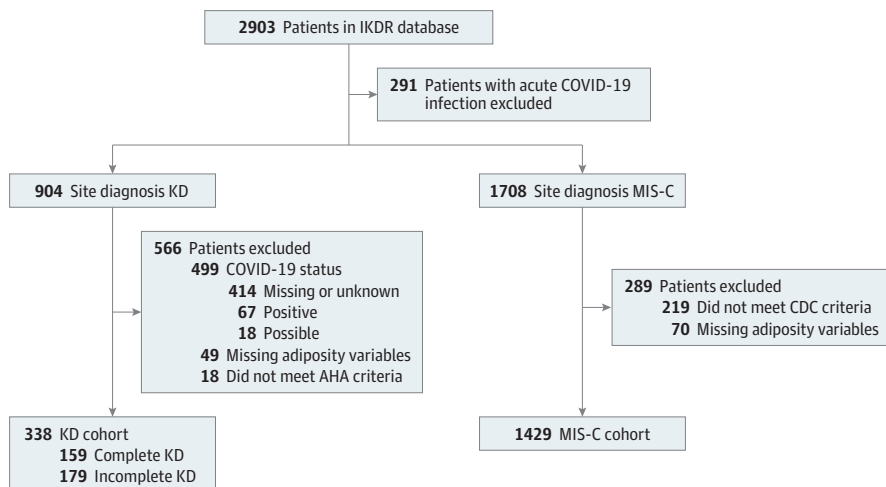 2903 Patients in IKDR database
291 Patients with acute COVID-19
infection excluded
904 Site diagnosis KD
1708 Site diagnosis MIS-C
566 Patients excluded
499 COVID-19 status
414 Missing or unknown
67 Positive
18 Possible
49 Missing adiposity variables
18 Did not meet AHA criteria
289 Patients excluded
219 Did not meet CDC criteria
70 Missing adiposity variables
338 KD cohort
159 Complete KD
179 Incomplete KD
1429 MIS-C cohort